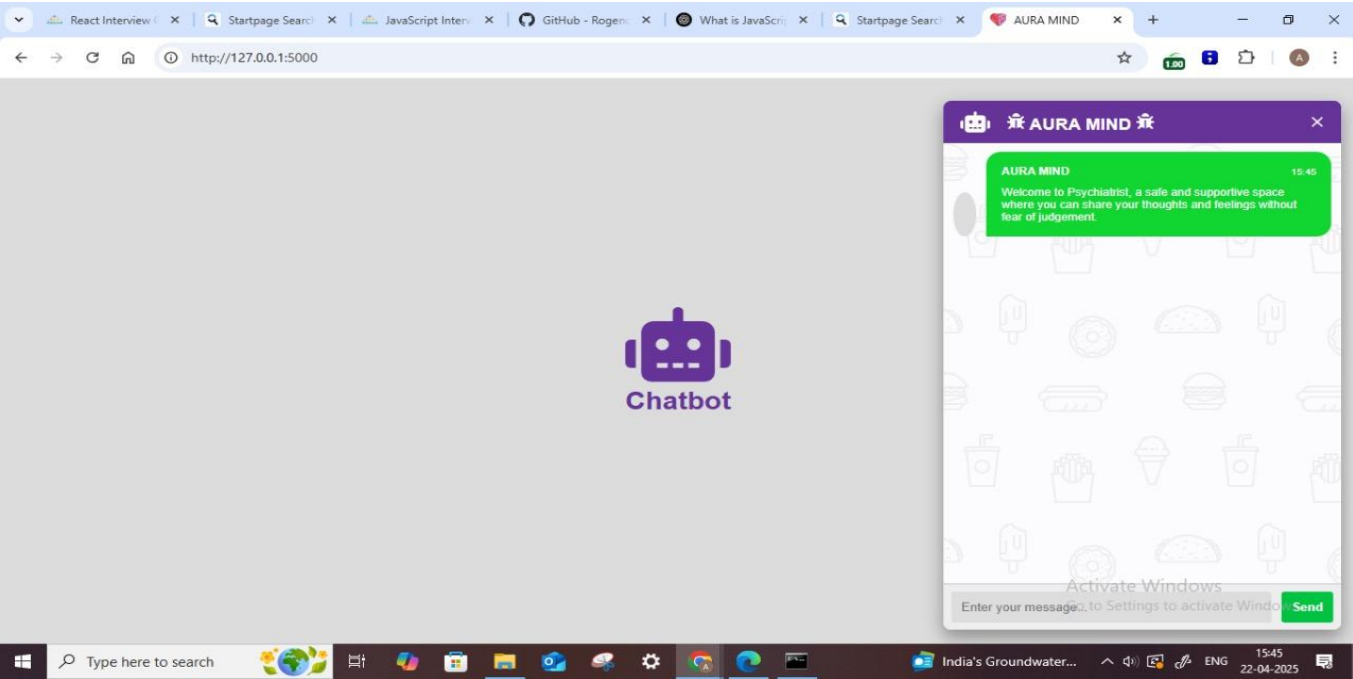 React Interview
Startpage Search
JavaScript Interv
GitHub - Rogen
What is JavaScrip
Startpage Search
AURA MIND
http://127.0.0.1:5000
1.00
A
AURA MIND
AURA MIND
15:45
Welcome to Psychiatrist, a safe and supportive space
where you can share your thoughts and feelings without
fear of judgement.
Chatbot
Activate Windows
Go to Settings to activate Windows
Enter your message...
Send
Type here to search
India's Groundwater...
ENG
15:45
22-04-2025